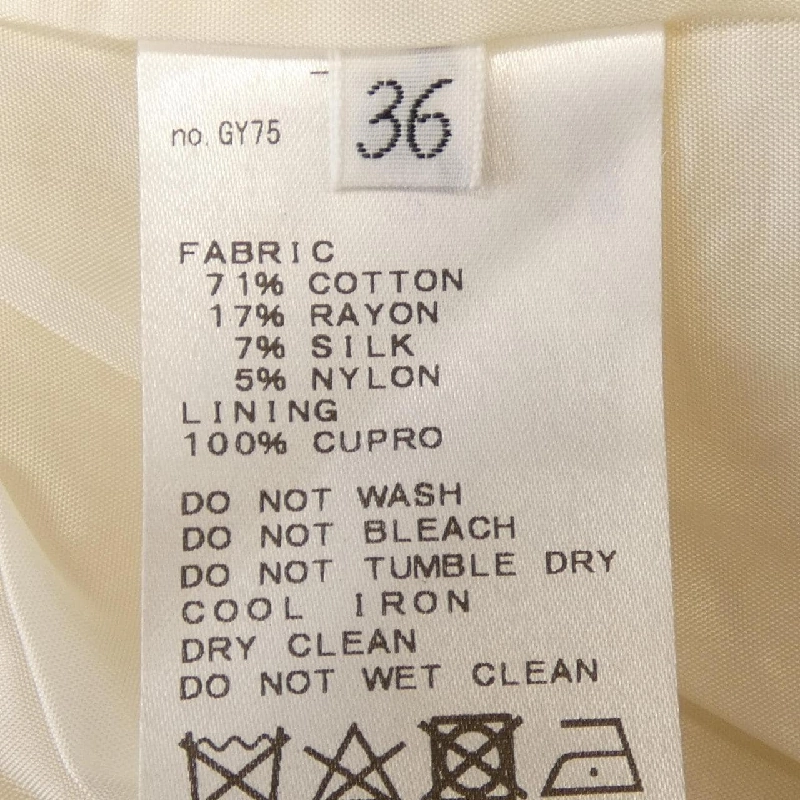 36
no. GY75
FABRIC
71% COTTON
17% RAYON
7% SILK
5% NYLON
LINING
100% CUPRO
DO NOT WASH
DO NOT BLEACH
DO NOT TUMBLE DRY
COOL IRON
DRY CLEAN
DO NOT WET CLEAN